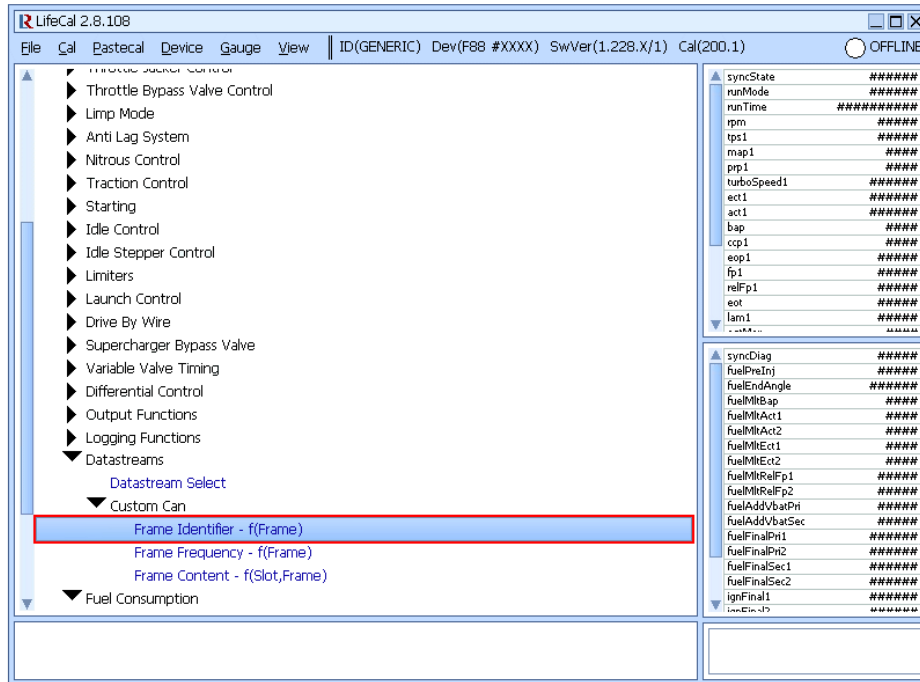 LifeCal 2.8.108
File Cal Pastecal Device Gauge View ID(GENERIC) Dev(F88 #XXXX) SwVer(1.228.X/1) Cal(200.1) OFFLINE
Throttle Bypass Valve Control
Limp Mode
Anti Lag System
Nitrous Control
Traction Control
Starting
Idle Control
Idle Stepper Control
Limiters
Launch Control
Drive By Wire
Supercharger Bypass Valve
Variable Valve Timing
Differential Control
Output Functions
Logging Functions
Datastreams
Datastream Select
Custom Can
Frame Identifier - f(Frame)
Frame Frequency - f(Frame)
Frame Content - f(Slot,Frame)
Fuel Consumption
syncState ######
runMode ######
runTime ##########
rpm #####
tps1 #####
map1 ####
prp1 ####
turboSpeed1 ######
ect1 ######
act1 ######
bap ####
ccp1 ####
eop1 #####
fp1 #####
relFp1 #####
eot #####
lam1 #####
syncDiag #####
fuelPreInj #####
fuelEndAngle ######
fuelMltBap ####
fuelMltAct1 ####
fuelMltAct2 ####
fuelMltEct1 ####
fuelMltEct2 ####
fuelMltRelFp1 #####
fuelMltRelFp2 #####
fuelAddVbatPri #####
fuelAddVbatSec #####
fuelFinalPri1 #####
fuelFinalPri2 #####
fuelFinalSec1 #####
fuelFinalSec2 #####
ignFinal1 ######